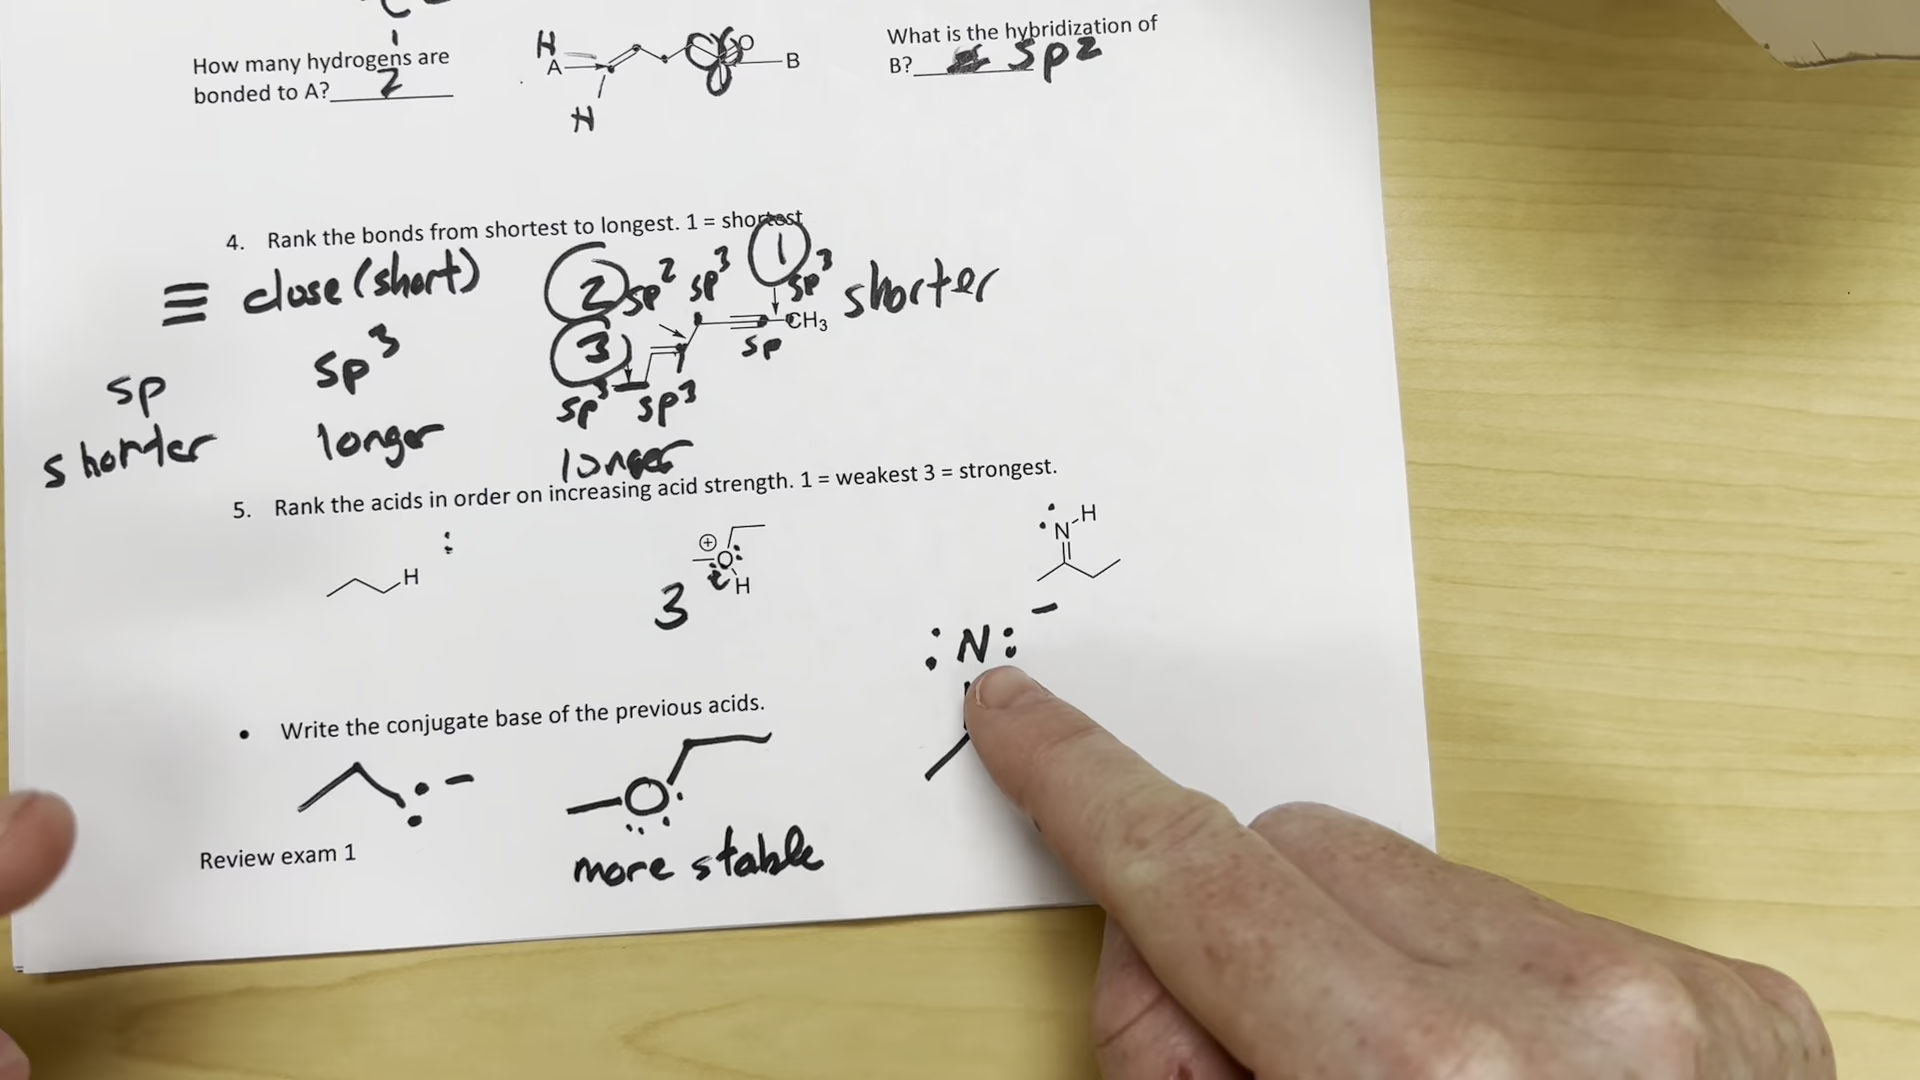 How many hydrogens are
bonded to A? 2
H
A
H
O
B
What is the hybridization of
B? sp2
4. Rank the bonds from shortest to longest. 1 = shortest
≡ close (short)
2 sp2 sp3
1
sp3 shorter
CH3
sp
3
sp3 sp3
longer
sp
shorter
sp3
longer
5. Rank the acids in order on increasing acid strength. 1 = weakest 3 = strongest.
H
⊕
O
H
3
N-H
N
• Write the conjugate base of the previous acids.
O
more stable
Review exam 1